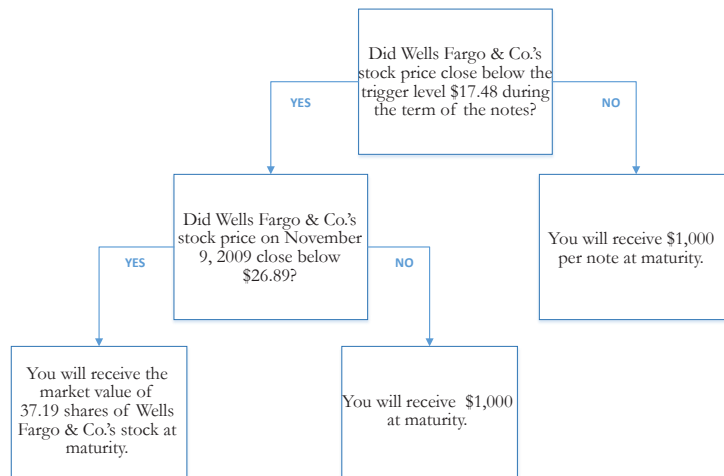 Did Wells Fargo & Co.'s
stock price close below the
trigger level $17.48 during
the term of the notes?
YES
NO
Did Wells Fargo & Co.'s
stock price on November
9, 2009 close below
$26.89?
You will receive $1,000
per note at maturity.
YES
NO
You will receive the
market value of
37.19 shares of Wells
Fargo & Co.'s stock at
maturity.
You will receive $1,000
at maturity.